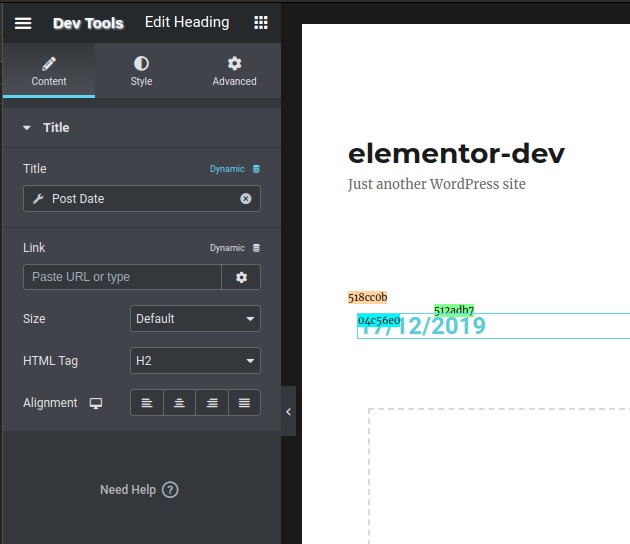 Dev Tools Edit Heading
Content Style Advanced
Title
Title Dynamic
Post Date
Link Dynamic
Paste URL or type
Size Default
HTML Tag H2
Alignment
Need Help ?
elementor-dev
Just another WordPress site
518cc0b
512adb7
04c56e0
17/12/2019